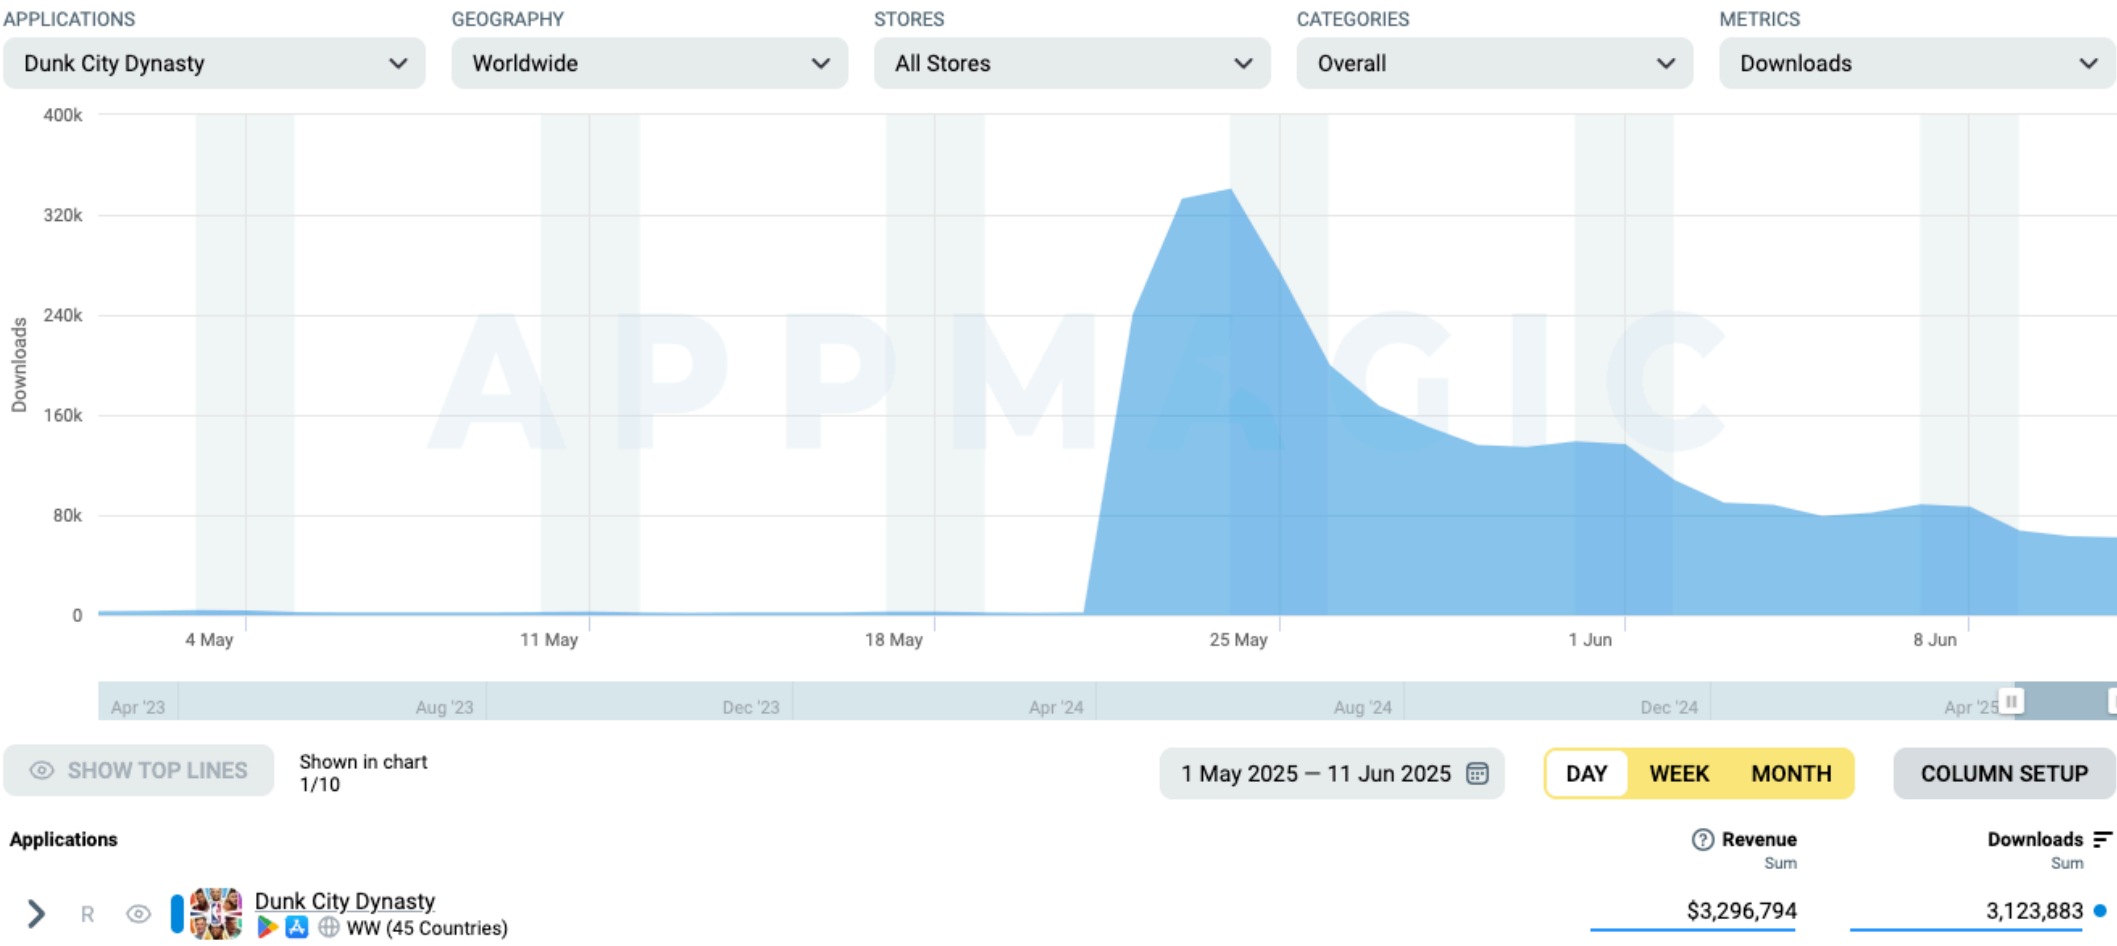 APPLICATIONS GEOGRAPHY STORES CATEGORIES METRICS
Dunk City Dynasty Worldwide All Stores Overall Downloads
400k
320k
240k
160k
80k
0
Downloads
APPMAGIC
4 May 11 May 18 May 25 May 1 Jun 8 Jun
Apr '23 Aug '23 Dec '23 Apr '24 Aug '24 Dec '24 Apr '25
SHOW TOP LINES
Shown in chart
1/10
1 May 2025 – 11 Jun 2025 DAY WEEK MONTH COLUMN SETUP
Applications ? Revenue Downloads
Sum Sum
R Dunk City Dynasty $3,296,794 3,123,883
WW (45 Countries)